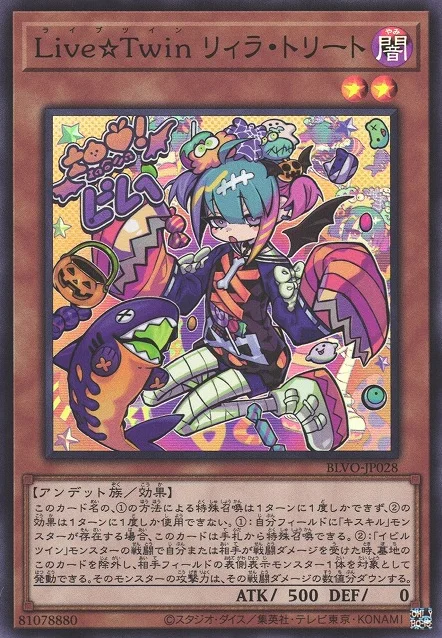 ライブツイン
Live☆Twin リィラ・トリート
やみ
闇
BLVO-JP028
【アンデット族／効果】
このカード名の、①の方法による特殊召喚は１ターンに１度しかできず、②の
効果は１ターンに１度しか使用できない。①：自分フィールドに「キスキル」モンス
ターが存在する場合、このカードは手札から特殊召喚できる。②：「イビル
ツイン」モンスターの戦闘で自分または相手が戦闘ダメージを受けた時、墓地の
このカードを除外し、相手フィールドの表側表示モンスター１体を対象として
発動できる。そのモンスターの攻撃力は、その戦闘ダメージの数値分ダウンする。
ATK/ 500 DEF/ 0
81078880
©スタジオ・ダイス／集英社・テレビ東京・KONAMI